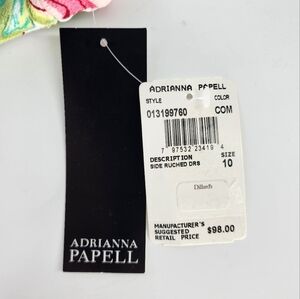 ADRIANNA
PAPELL
ADRIANNA PAPELL
STYLE COLOR
013199760 COM
7 97532 23419 4
DESCRIPTION SIZE
SIDE RUCHED DRS 10
Dillard's
MANUFACTURER'S
SUGGESTED
RETAIL PRICE $98.00